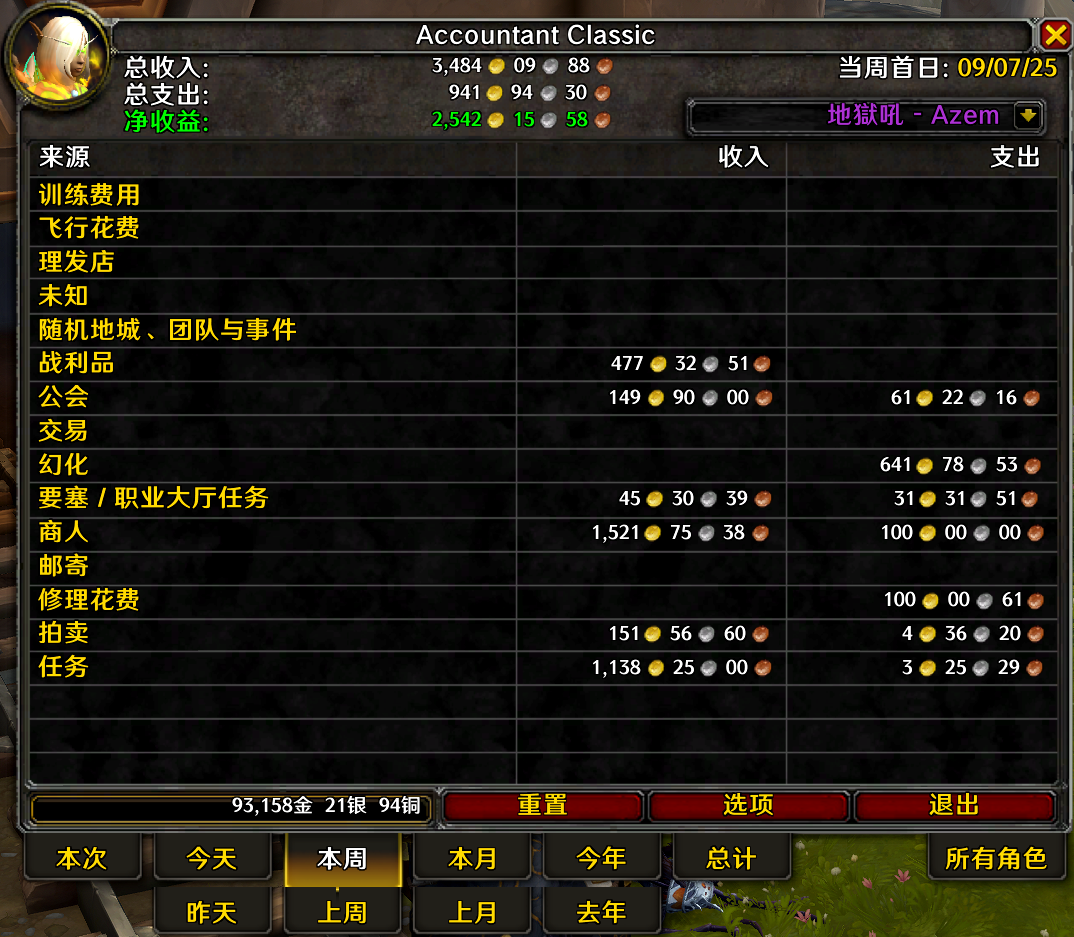 Accountant Classic
总收入: 3,484 09 88 当周首日: 09/07/25
总支出: 941 94 30
净收益: 2,542 15 58 地獄吼 - Azem
来源 收入 支出
训练费用
飞行花费
理发店
未知
随机地城、团队与事件
战利品 477 32 51
公会 149 90 00 61 22 16
交易
幻化 641 78 53
要塞 / 职业大厅任务 45 30 39 31 31 51
商人 1,521 75 38 100 00 00
邮寄
修理花费 100 00 61
拍卖 151 56 60 4 36 20
任务 1,138 25 00 3 25 29
93,158金 21银 94铜 重置 选项 退出
本次 今天 本周 本月 今年 总计 所有角色
昨天 上周 上月 去年